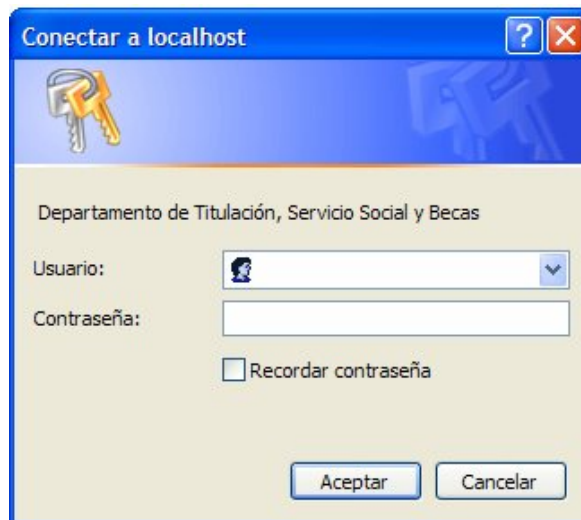 Conectar a localhost
Departamento de Titulación, Servicio Social y Becas
Usuario:
Contraseña:
Recordar contraseña
Aceptar Cancelar